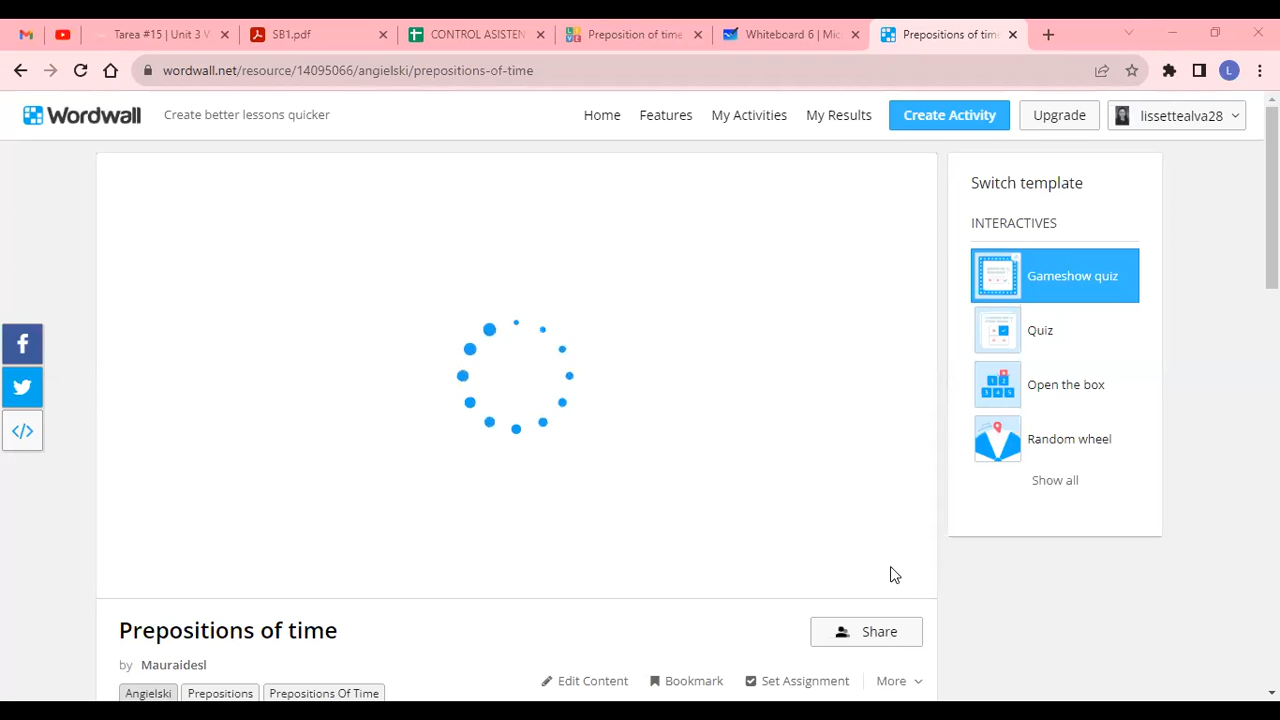 Tarea #15 | Unit 3 V
SB1.pdf
CONTROL ASISTEN
Preposition of time
Whiteboard 6 | Mic
Prepositions of time
wordwall.net/resource/14095066/angielski/prepositions-of-time
L
Wordwall
Create better lessons quicker
Home
Features
My Activities
My Results
Create Activity
Upgrade
lissettealva28
Switch template
INTERACTIVES
Gameshow quiz
Quiz
Open the box
Random wheel
Show all
Prepositions of time
Share
by Mauraidesl
Edit Content
Bookmark
Set Assignment
More
Angielski
Prepositions
Prepositions Of Time